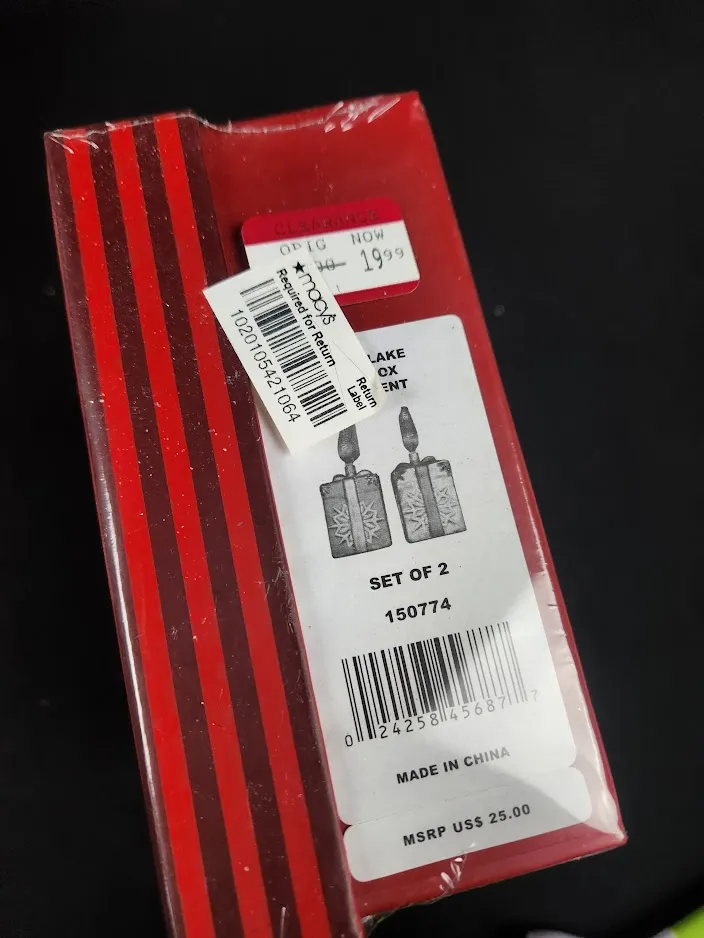 CLEARANCE
ORIG NOW
19.99
★macy's
Required for Return
1020105421064
Return
Label
LAKE
OX
ENT
SET OF 2
150774
0 24258 45687 7
MADE IN CHINA
MSRP US$ 25.00